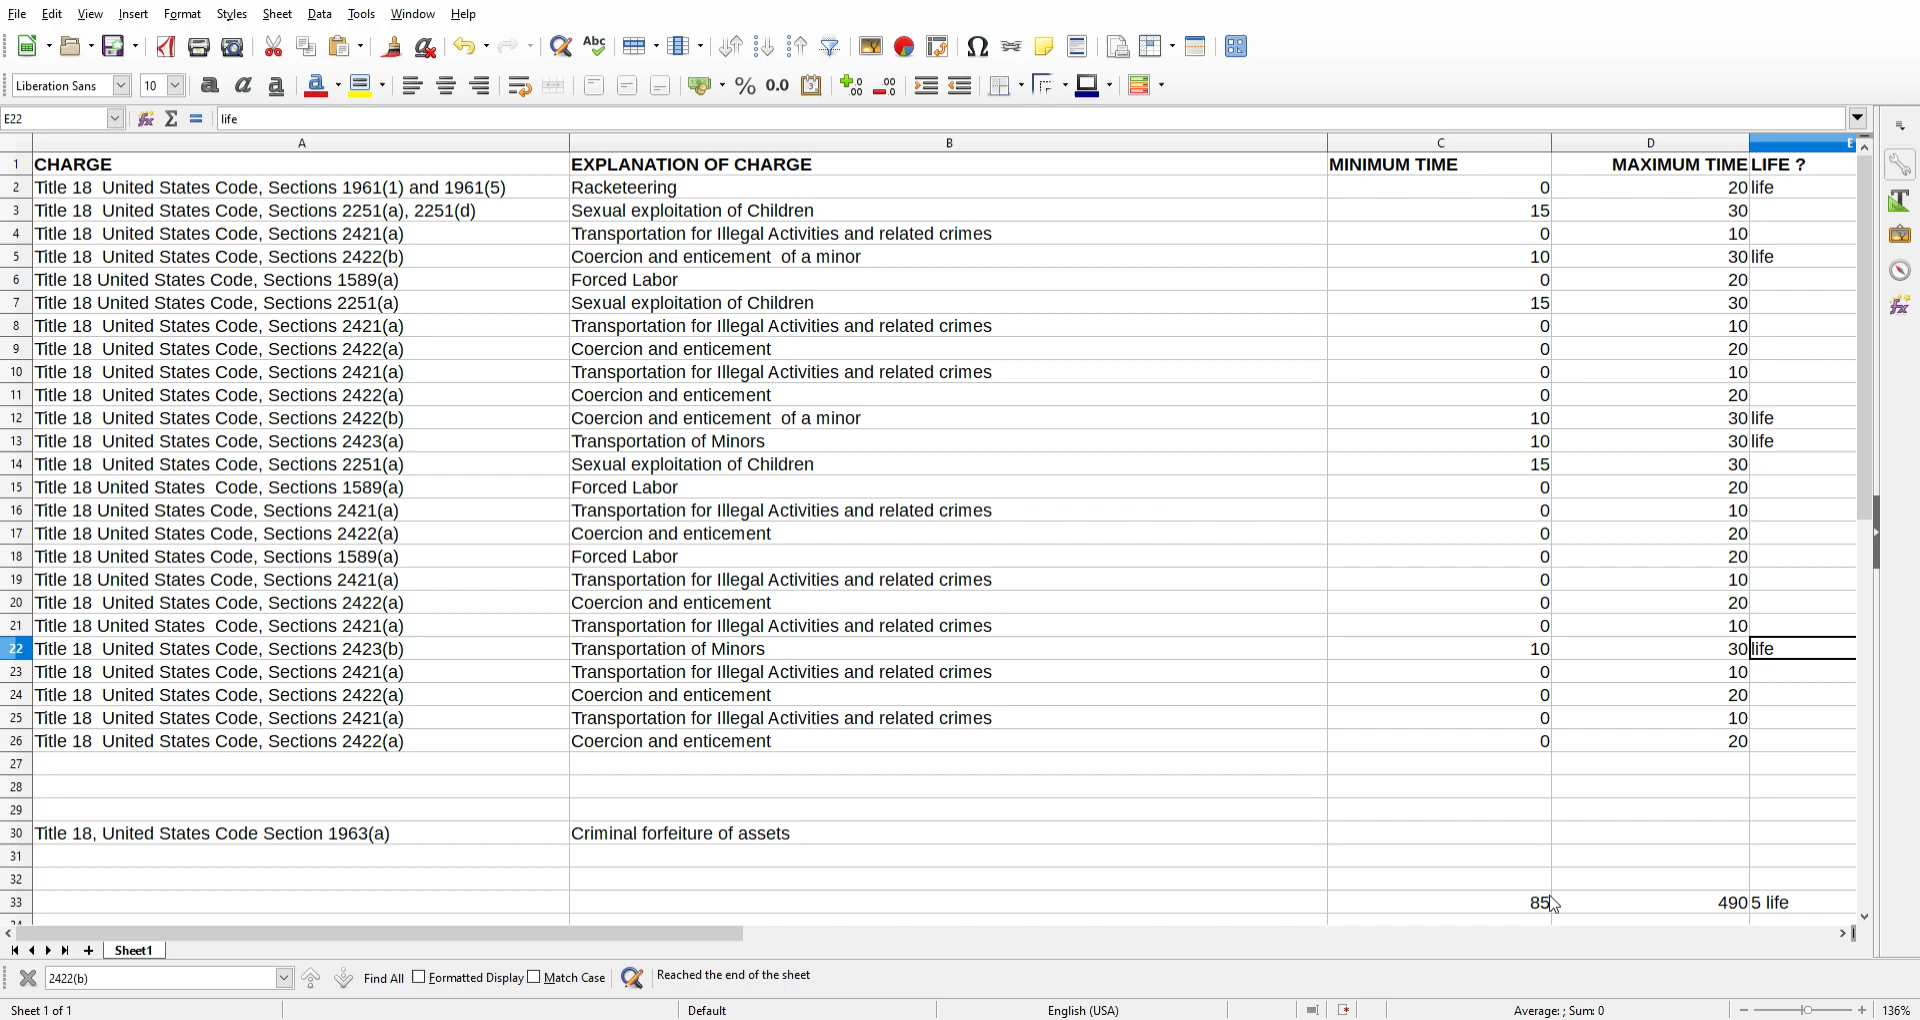 File Edit View Insert Format Styles Sheet Data Tools Window Help
Liberation Sans 10
E22 life
A B C D E
1 CHARGE EXPLANATION OF CHARGE MINIMUM TIME MAXIMUM TIME LIFE ?
2 Title 18  United States Code, Sections 1961(1) and 1961(5) Racketeering 0 20 life
3 Title 18  United States Code, Sections 2251(a), 2251(d) Sexual exploitation of Children 15 30
4 Title 18  United States Code, Sections 2421(a) Transportation for Illegal Activities and related crimes 0 10
5 Title 18  United States Code, Sections 2422(b) Coercion and enticement  of a minor 10 30 life
6 Title 18 United States Code, Sections 1589(a) Forced Labor 0 20
7 Title 18  United States Code, Sections 2251(a) Sexual exploitation of Children 15 30
8 Title 18  United States Code, Sections 2421(a) Transportation for Illegal Activities and related crimes 0 10
9 Title 18  United States Code, Sections 2422(a) Coercion and enticement 0 20
10 Title 18  United States Code, Sections 2421(a) Transportation for Illegal Activities and related crimes 0 10
11 Title 18  United States Code, Sections 2422(a) Coercion and enticement 0 20
12 Title 18  United States Code, Sections 2422(b) Coercion and enticement  of a minor 10 30 life
13 Title 18  United States Code, Sections 2423(a) Transportation of Minors 10 30 life
14 Title 18  United States Code, Sections 2251(a) Sexual exploitation of Children 15 30
15 Title 18 United States  Code, Sections 1589(a) Forced Labor 0 20
16 Title 18 United States Code, Sections 2421(a) Transportation for Illegal Activities and related crimes 0 10
17 Title 18 United States Code, Sections 2422(a) Coercion and enticement 0 20
18 Title 18 United States Code, Sections 1589(a) Forced Labor 0 20
19 Title 18 United States Code, Sections 2421(a) Transportation for Illegal Activities and related crimes 0 10
20 Title 18  United States Code, Sections 2422(a) Coercion and enticement 0 20
21 Title 18  United States  Code, Sections 2421(a) Transportation for Illegal Activities and related crimes 0 10
22 Title 18  United States Code, Sections 2423(b) Transportation of Minors 10 30 life
23 Title 18  United States Code, Sections 2421(a) Transportation for Illegal Activities and related crimes 0 10
24 Title 18  United States Code, Sections 2422(a) Coercion and enticement 0 20
25 Title 18  United States Code, Sections 2421(a) Transportation for Illegal Activities and related crimes 0 10
26 Title 18  United States Code, Sections 2422(a) Coercion and enticement 0 20
27
28
29
30 Title 18, United States Code Section 1963(a) Criminal forfeiture of assets
31
32
33 85 490 5 life
34
Sheet1
2422(b) Find All Formatted Display Match Case Reached the end of the sheet
Sheet 1 of 1 Default English (USA) Average: ; Sum: 0 136%